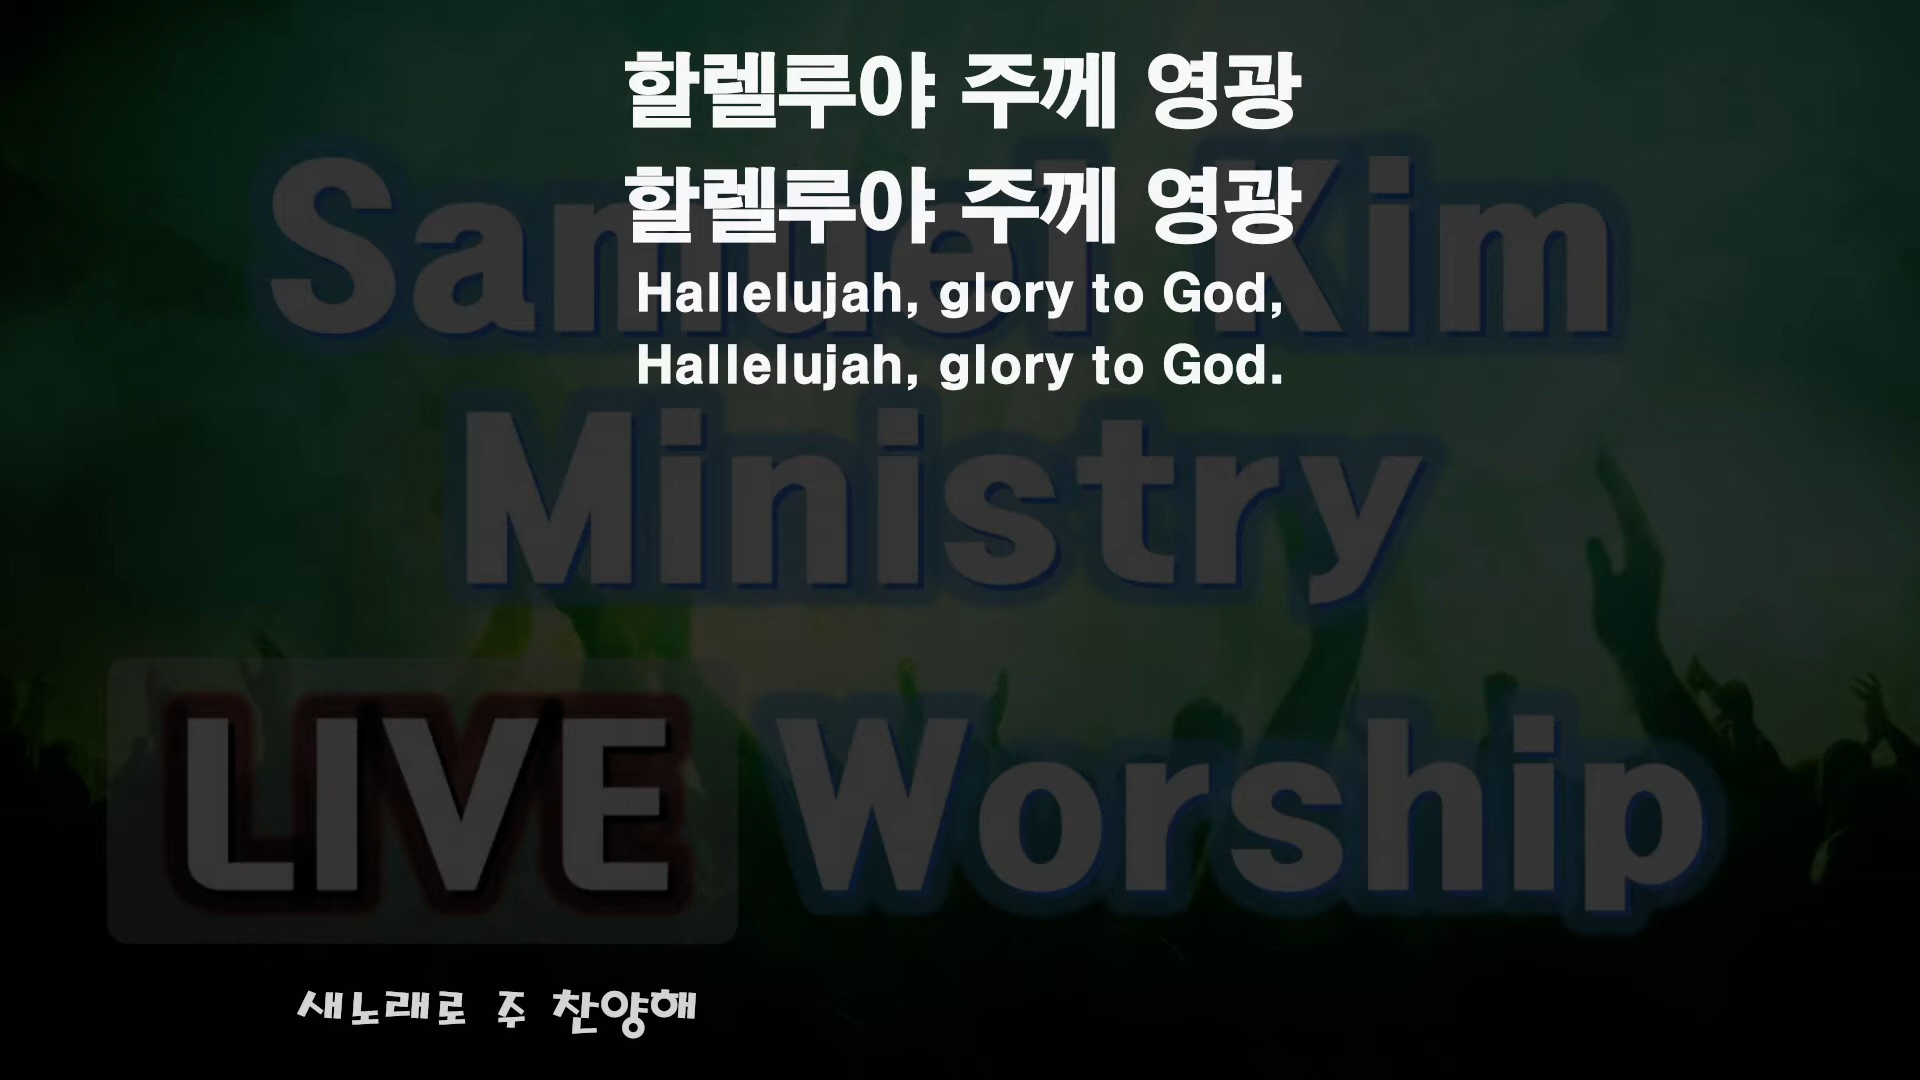 할렐루야 주께 영광
할렐루야 주께 영광
Hallelujah, glory to God,
Hallelujah, glory to God.
Samuel Kim
Ministry
LIVE Worship
새노래로 주 찬양해